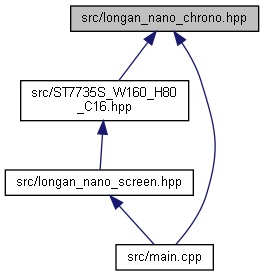 src/longan_nano_chrono.hpp
src/ST7735S_W160_H80
_C16.hpp
src/longan_nano_screen.hpp
src/main.cpp